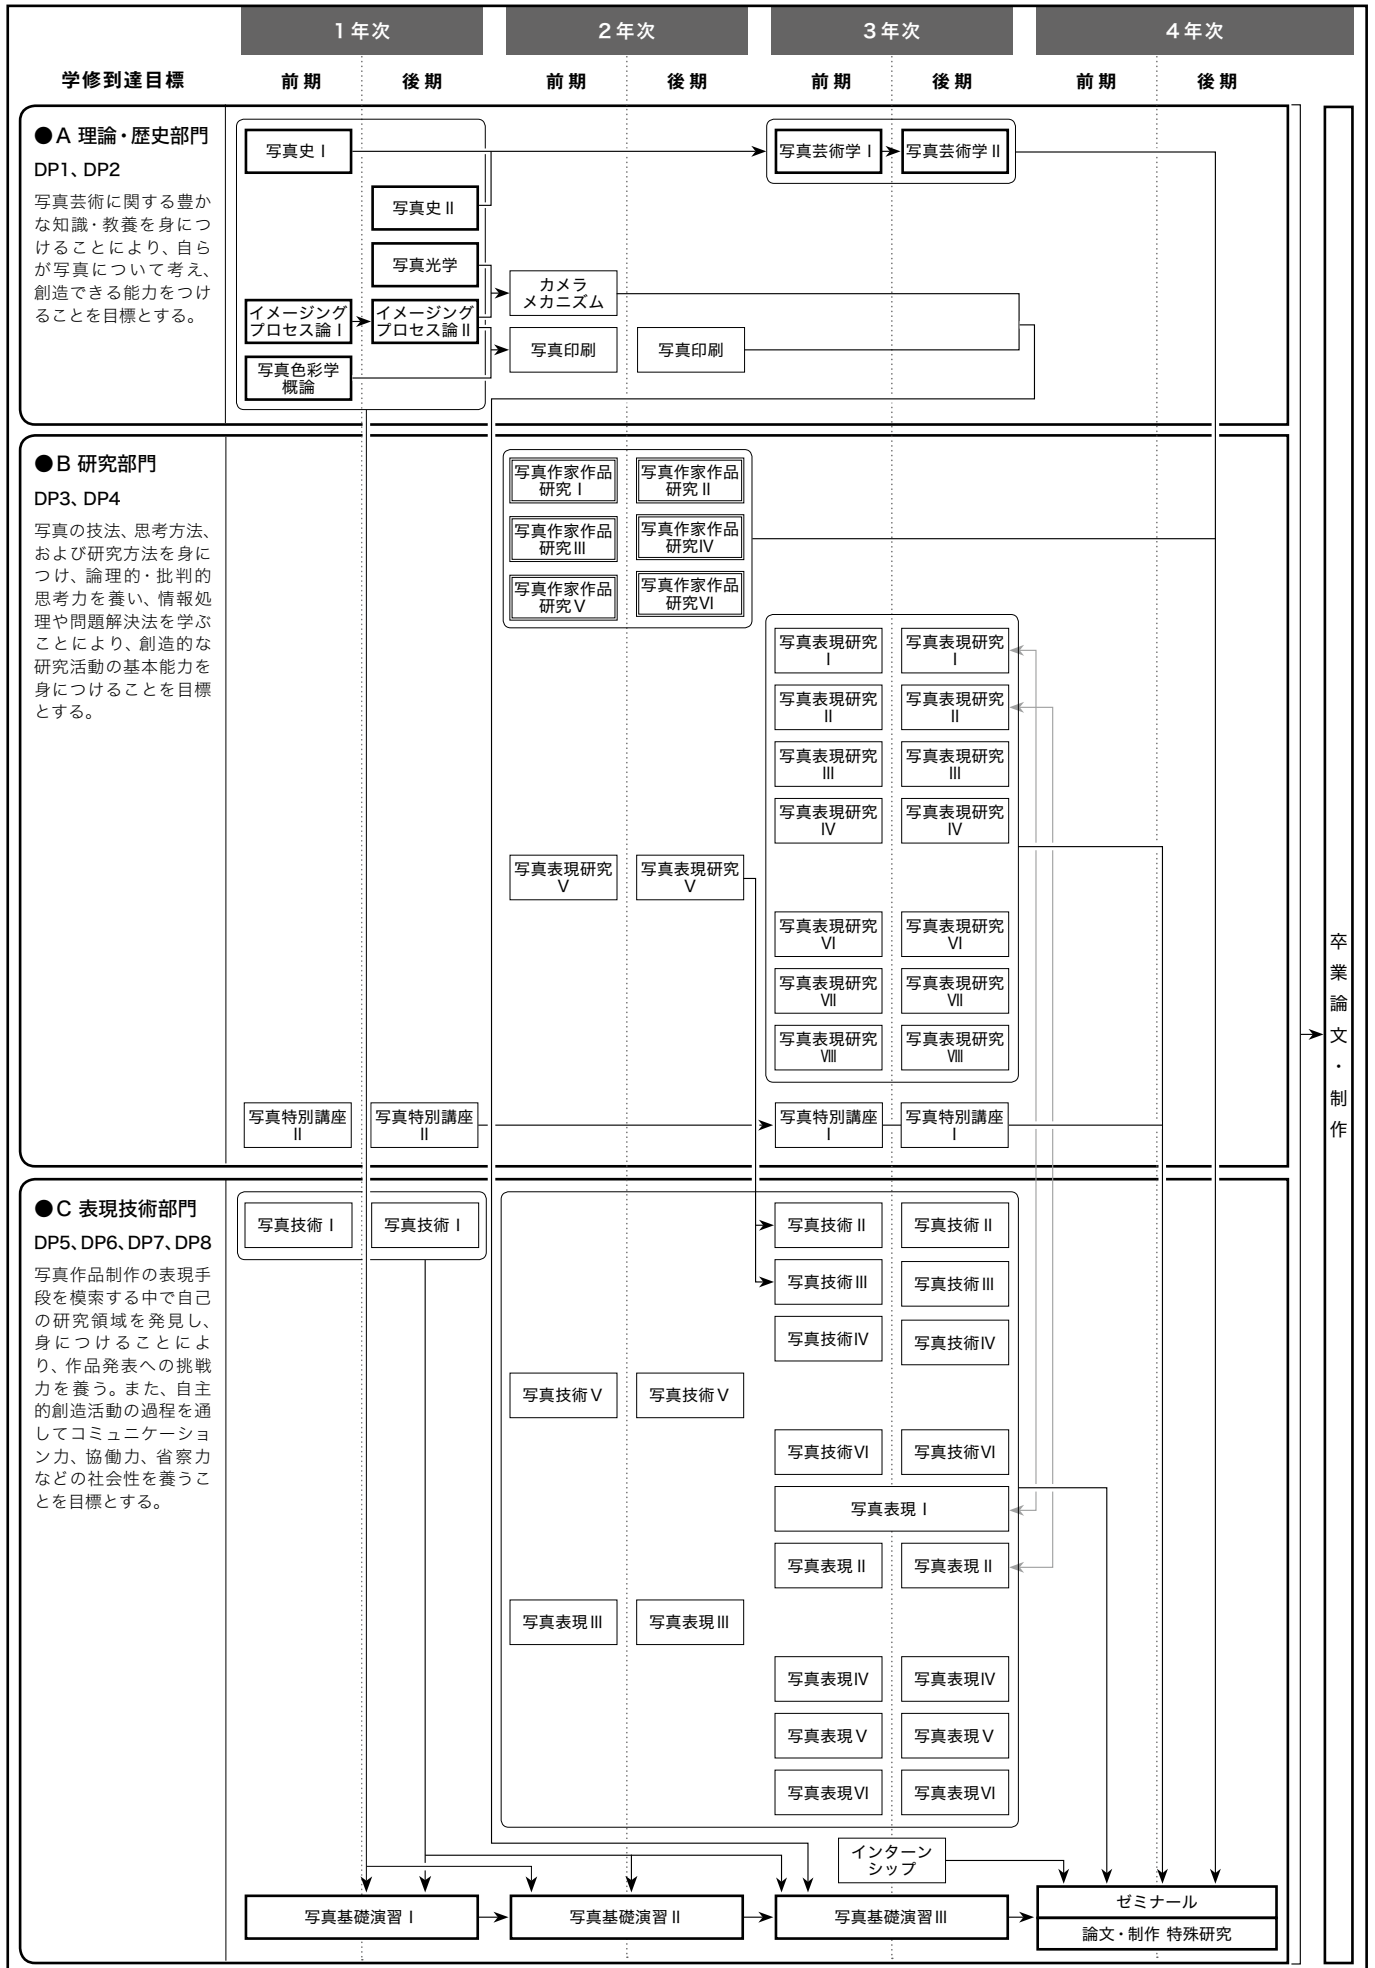 1年次
2年次
3年次
4年次
学修到達目標
前期
後期
前期
後期
前期
後期
前期
後期
●A 理論・歴史部門
DP1、DP2
写真芸術に関する豊か
な知識・教養を身につ
けることにより、自ら
が写真について考え、
創造できる能力をつけ
ることを目標とする。
写真史Ⅰ
写真芸術学Ⅰ
写真芸術学Ⅱ
写真史Ⅱ
写真光学
カメラ
メカニズム
イメージング
プロセス論Ⅰ
イメージング
プロセス論Ⅱ
写真印刷
写真印刷
写真色彩学
概論
●B 研究部門
DP3、DP4
写真の技法、思考方法、
および研究方法を身に
つけ、論理的・批判的
思考力を養い、情報処
理や問題解決法を学ぶ
ことにより、創造的な
研究活動の基本能力を
身につけることを目標
とする。
写真作家作品
研究Ⅰ
写真作家作品
研究Ⅱ
写真作家作品
研究Ⅲ
写真作家作品
研究Ⅳ
写真作家作品
研究Ⅴ
写真作家作品
研究Ⅵ
写真表現研究
Ⅰ
写真表現研究
Ⅰ
写真表現研究
Ⅱ
写真表現研究
Ⅱ
写真表現研究
Ⅲ
写真表現研究
Ⅲ
写真表現研究
Ⅳ
写真表現研究
Ⅳ
写真表現研究
Ⅴ
写真表現研究
Ⅴ
写真表現研究
Ⅵ
写真表現研究
Ⅵ
写真表現研究
Ⅶ
写真表現研究
Ⅶ
写真表現研究
Ⅷ
写真表現研究
Ⅷ
写真特別講座
Ⅱ
写真特別講座
Ⅱ
写真特別講座
Ⅰ
写真特別講座
Ⅰ
●C 表現技術部門
DP5、DP6、DP7、DP8
写真作品制作の表現手
段を模索する中で自己
の研究領域を発見し、
身につけることによ
り、作品発表への挑戦
力を養う。また、自主
的創造活動の過程を通
してコミュニケーショ
ン力、協働力、省察力
などの社会性を養うこ
とを目標とする。
写真技術Ⅰ
写真技術Ⅰ
写真技術Ⅱ
写真技術Ⅱ
写真技術Ⅲ
写真技術Ⅲ
写真技術Ⅳ
写真技術Ⅳ
写真技術Ⅴ
写真技術Ⅴ
写真技術Ⅵ
写真技術Ⅵ
写真表現Ⅰ
写真表現Ⅱ
写真表現Ⅱ
写真表現Ⅲ
写真表現Ⅲ
写真表現Ⅳ
写真表現Ⅳ
写真表現Ⅴ
写真表現Ⅴ
写真表現Ⅵ
写真表現Ⅵ
インターン
シップ
写真基礎演習Ⅰ
写真基礎演習Ⅱ
写真基礎演習Ⅲ
ゼミナール
論文・制作 特殊研究
卒業論文・制作